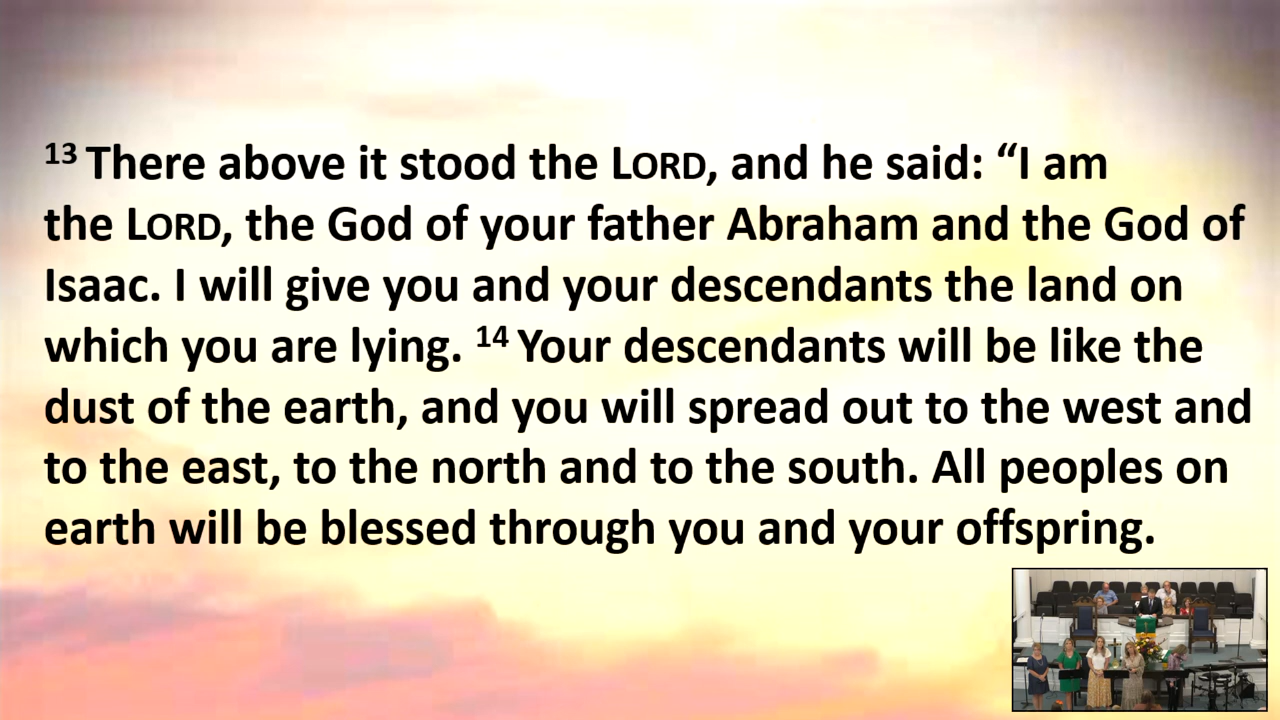 13 There above it stood the LORD, and he said: “I am
the LORD, the God of your father Abraham and the God of
Isaac. I will give you and your descendants the land on
which you are lying. 14 Your descendants will be like the
dust of the earth, and you will spread out to the west and
to the east, to the north and to the south. All peoples on
earth will be blessed through you and your offspring.